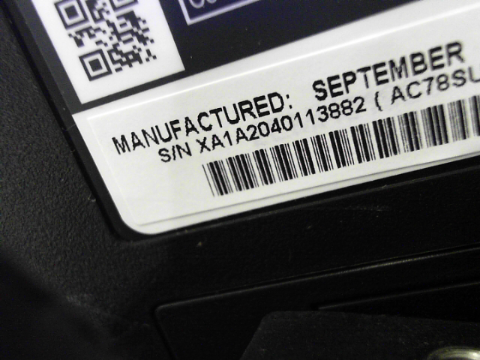 MANUFACTURED: SEPTEMBER
S/N XA1A2040113882 ( AC78SU